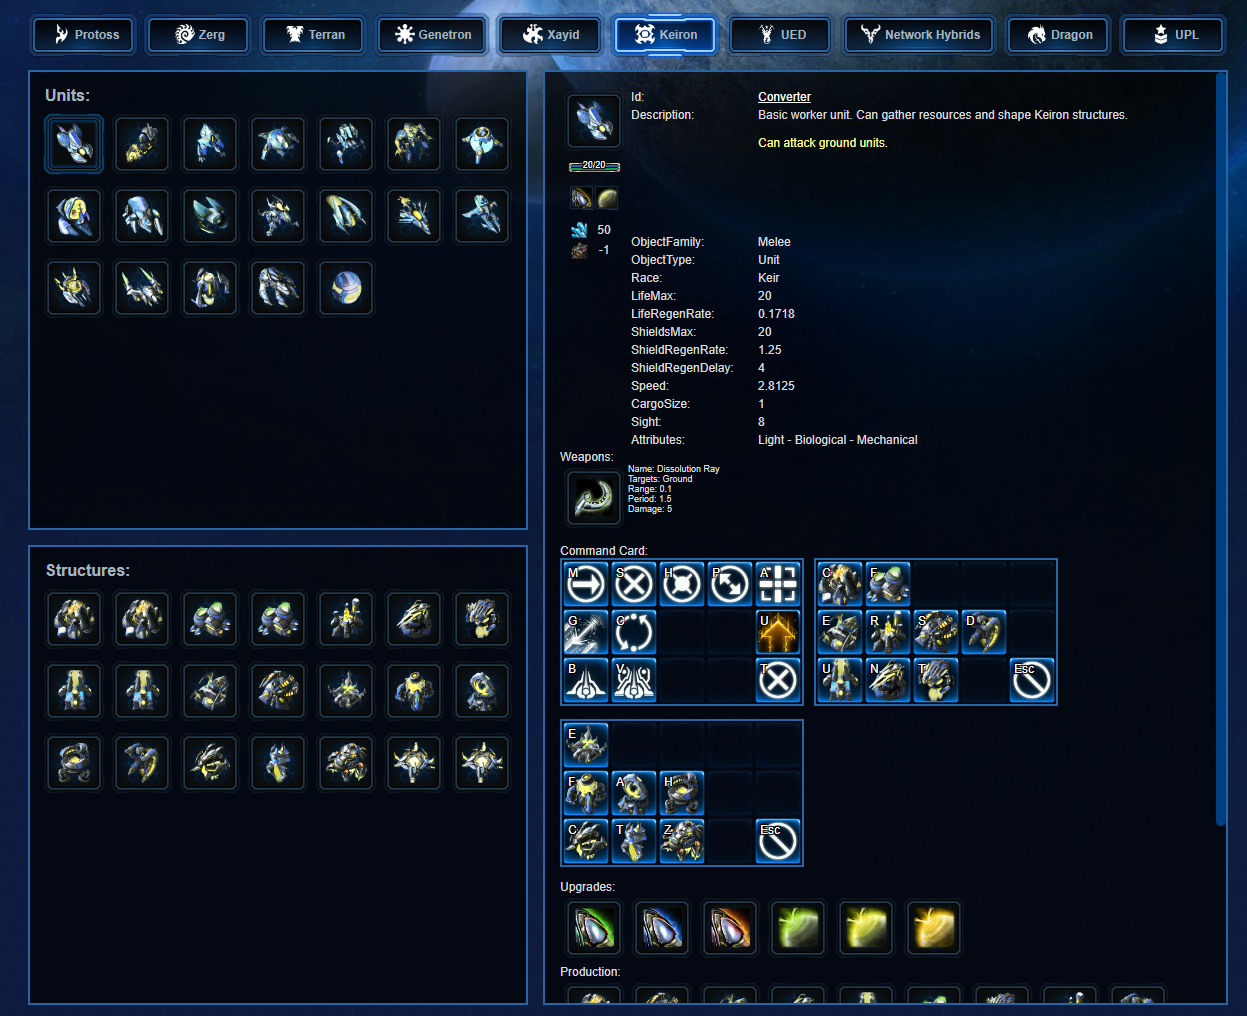 Protoss Zerg Terran Genetron Xayid Keiron UED Network Hybrids Dragon UPL
Units:
Id: Converter
Description: Basic worker unit. Can gather resources and shape Keiron structures.
Can attack ground units.
20/20
50
-1
ObjectFamily: Melee
ObjectType: Unit
Race: Keir
LifeMax: 20
LifeRegenRate: 0.1718
ShieldsMax: 20
ShieldRegenRate: 1.25
ShieldRegenDelay: 4
Speed: 2.8125
CargoSize: 1
Sight: 8
Attributes: Light - Biological - Mechanical
Weapons:
Name: Dissolution Ray
Targets: Ground
Range: 0.1
Period: 1.5
Damage: 5
Structures:
Command Card:
M S H P A
G C U
B V T
C F
E R S D
U N T Esc
E
F A H
C T Z Esc
Upgrades:
Production: